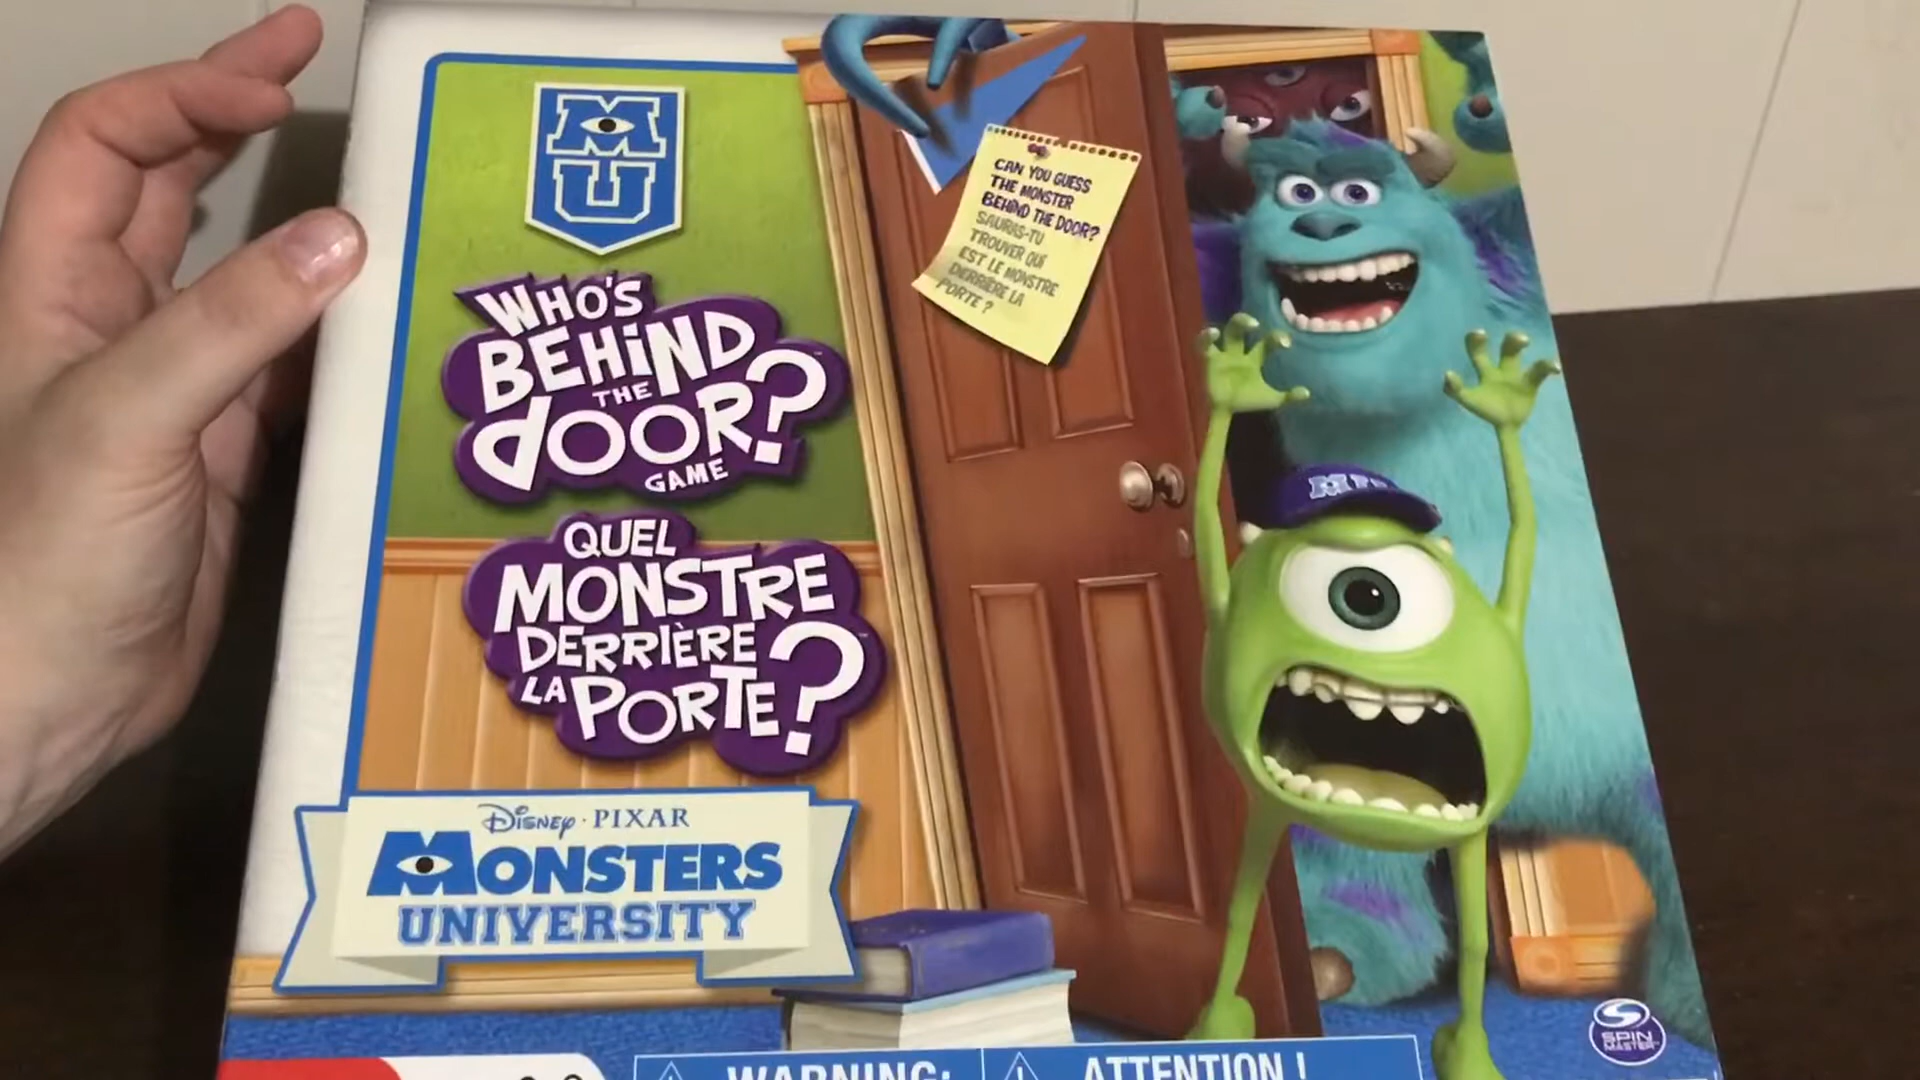 MU
WHO'S
BEHIND
THE
DOOR?
GAME
QUEL
MONSTRE
DERRIÈRE
LA PORTE?
DISNEY · PIXAR
MONSTERS
UNIVERSITY
CAN YOU GUESS
THE MONSTER
BEHIND THE DOOR?
SAURAS-TU
TROUVER QUI
EST LE MONSTRE
DERRIÈRE LA
PORTE ?
SPIN
MASTER
WARNING:
ATTENTION !